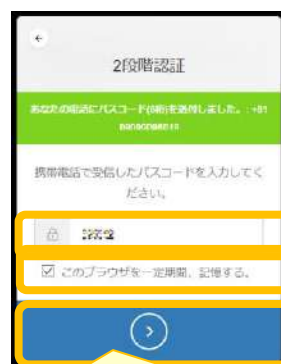 2段階認証
あなたの電話にパスコード(6桁)を送付しました。: +81
携帯電話で受信したパスコードを入力してく
ださい。
このブラウザを一定期間、記憶する。